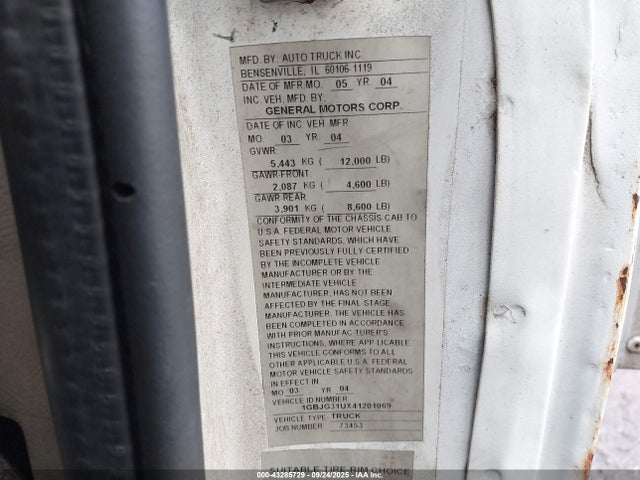 MFD. BY. AUTO TRUCK INC
BENSENVILLE, IL 60106-1119
DATE OF MFR. MO. 05 YR. 04
INC. VEH. MFD. BY:
GENERAL MOTORS CORP.
DATE OF INC VEH MFR
MO 03 YR. 04
GVWR:
5,443 KG ( 12,000 LB)
GAWR-FRONT
2,087 KG ( 4,600 LB)
GAWR REAR
3,901 KG ( 8,600 LB)
CONFORMITY OF THE CHASSIS-CAB TO
U.S.A. FEDERAL MOTOR VEHICLE
SAFETY STANDARDS, WHICH HAVE
BEEN PREVIOUSLY FULLY CERTIFIED
BY THE INCOMPLETE VEHICLE
MANUFACTURER OR BY THE
INTERMEDIATE VEHICLE
MANUFACTURER, HAS NOT BEEN
AFFECTED BY THE FINAL-STAGE
MANUFACTURER. THE VEHICLE HAS
BEEN COMPLETED IN ACCORDANCE
WITH PRIOR MANUFACTURER'S
INSTRUCTIONS, WHERE APPLICABLE
THIS VEHICLE CONFORMS TO ALL
OTHER APPLICABLE U.S.A. FEDERAL
MOTOR VEHICLE SAFETY STANDARDS
IN EFFECT IN
MO 03 YR 04
VEHICLE ID NUMBER
1GBJG31UX41201969
VEHICLE TYPE TRUCK
JOB NUMBER 73453
SUITABLE TIRE-RIM CHOICE
000-43285729 - 09/24/2025 - IAA, Inc.